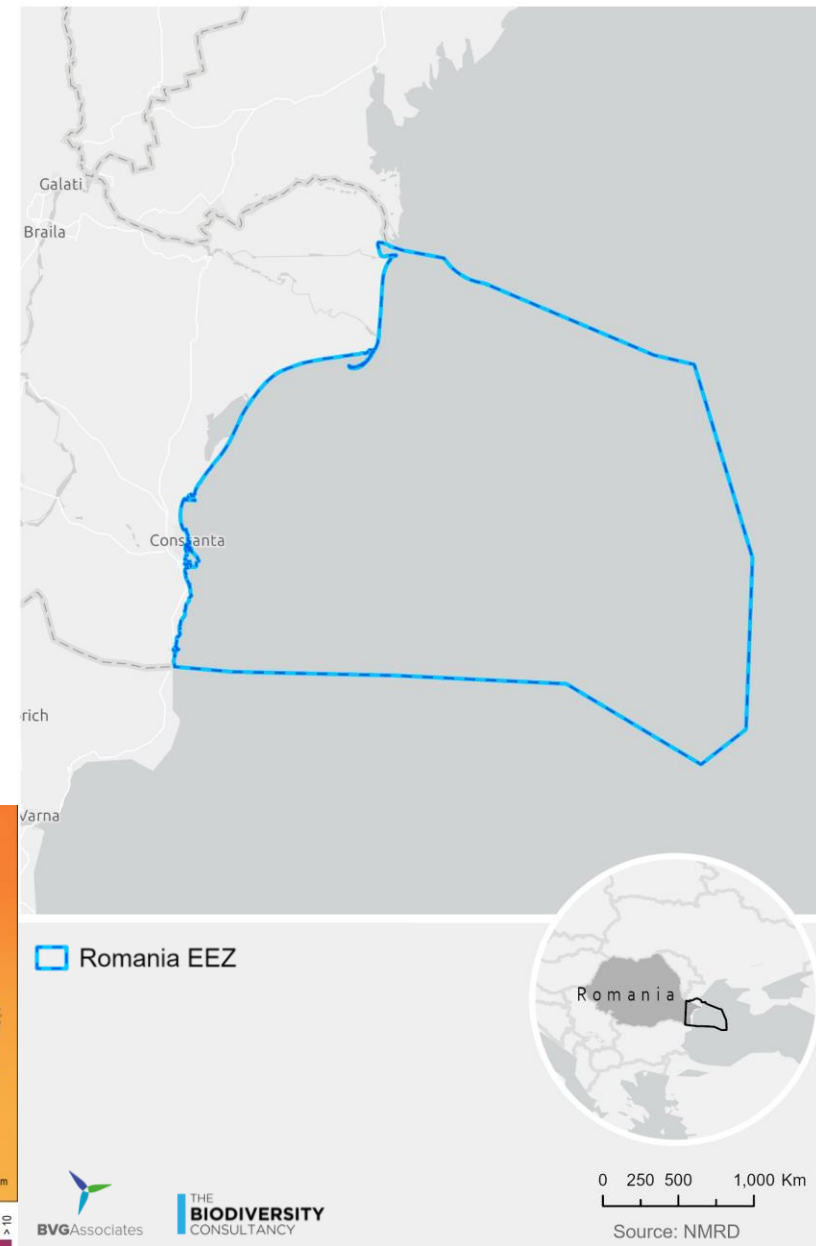 Galati
Braila
Constanta
rich
Varna
Romania EEZ
Romania
BVGAssociates
THE
BIODIVERSITY
CONSULTANCY
0 250 500 1,000 Km
Source: NMRD
m
> 10